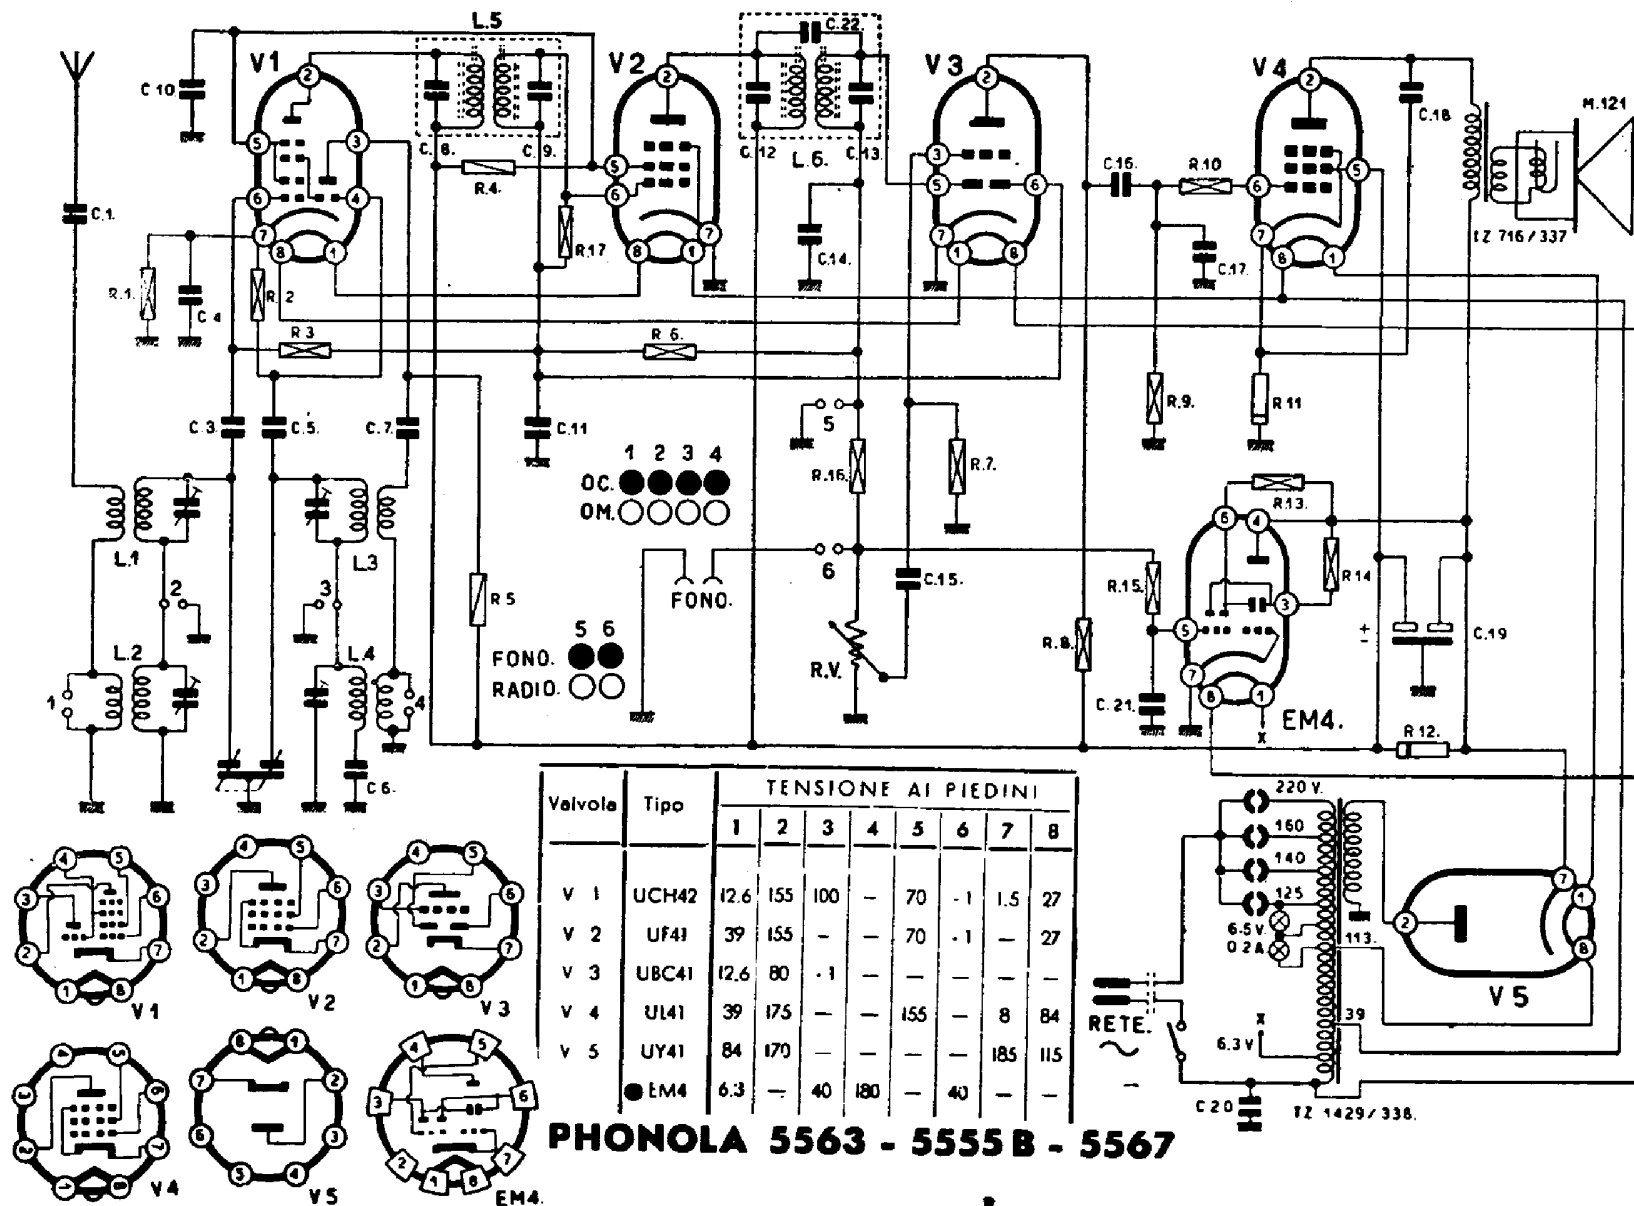 L.5
V1
V2
V3
V4
C.22.
C 10
C.8.
C.9.
C.12
L.6.
C.13.
C.16.
R.10
C.18
M.121
C.1.
R.4.
R.17.
C.14.
C.17.
TZ 716/337
R.1.
C 4
R. 2
R 3
R 6.
C.3.
C.5.
C.7.
C.11
5
R.16.
R.7.
R.9.
R 11
1 2 3 4
OC.
OM.
L.1
L.3
2
3
L.2
L.4
1
4
C 6.
R 5
FONO.
6
C.15.
5 6
FONO.
RADIO.
R.V.
R.8.
R.15.
C.21.
R.13.
R 14
EM4.
X
+
-
C.19
R 12.
Valvola Tipo TENSIONE AI PIEDINI
1 2 3 4 5 6 7 8
V 1 UCH42 12.6 155 100 — 70 -1 1.5 27
V 2 UF41 39 155 — — 70 -1 — 27
V 3 UBC41 12.6 80 -1 — — — — —
V 4 UL41 39 175 — — 155 — 8 84
V 5 UY41 84 170 — — — — 185 115
EM4 6.3 — 40 180 — 40 — —
220 V.
160
140
125
6.5 V.
0.2 A.
113.
39
X
6.3 V
RETE.
C 20
TZ 1429/338.
V 5
V1
V2
V3
V4
V5
EM4.
PHONOLA 5563 - 5555 B - 5567